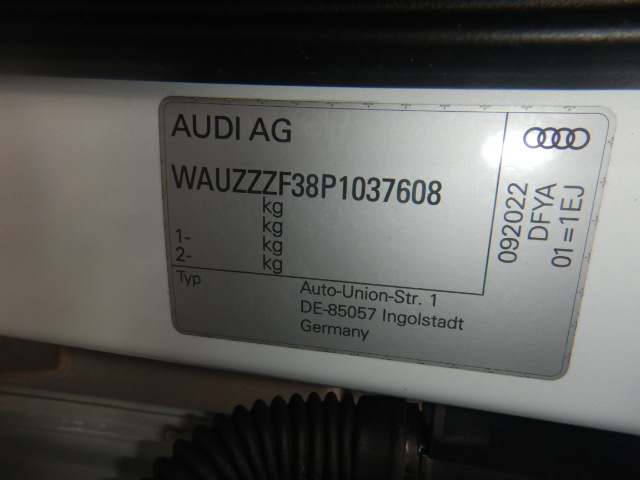 AUDI AG
WAUZZZF38P1037608
kg
kg
1- kg
2- kg
Typ
Auto-Union-Str. 1
DE-85057 Ingolstadt
Germany
092022
DFYA
01=1EJ